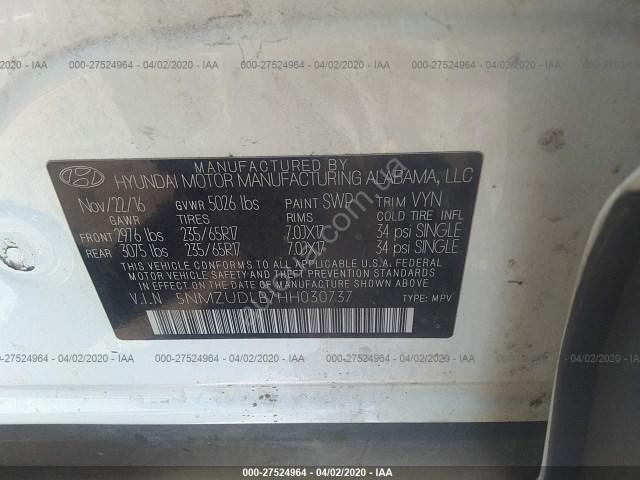 000-27524964 - 04/02/2020 - IAA
000-27524964 - 04/02/2020 - IAA
000-27524964 - 04/02/2020 - IAA
MANUFACTURED BY
HYUNDAI MOTOR MANUFACTURING ALABAMA, LLC
Nov/22/16 GVWR 5026 lbs PAINT SWP TRIM VYN
GAWR TIRES RIMS COLD TIRE INFL
FRONT 2976 lbs 235/65R17 7.0JX17 34 psi SINGLE
REAR 3075 lbs 235/65R17 7.0JX17 34 psi SINGLE
THIS VEHICLE CONFORMS TO ALL APPLICABLE U.S.A. FEDERAL
MOTOR VEHICLE SAFETY, BUMPER, AND THEFT PREVENTION STANDARDS
IN EFFECT ON THE DATE OF MANUFACTURE SHOWN ABOVE.
V.I.N TYPE: MPV
000-27524964 - 04/02/2020 - IAA
000-27524964 - 04/02/2020 - IAA
000-27524964 - 04/02/2020 - IAA
000-27524964 - 04/02/2020 - IAA